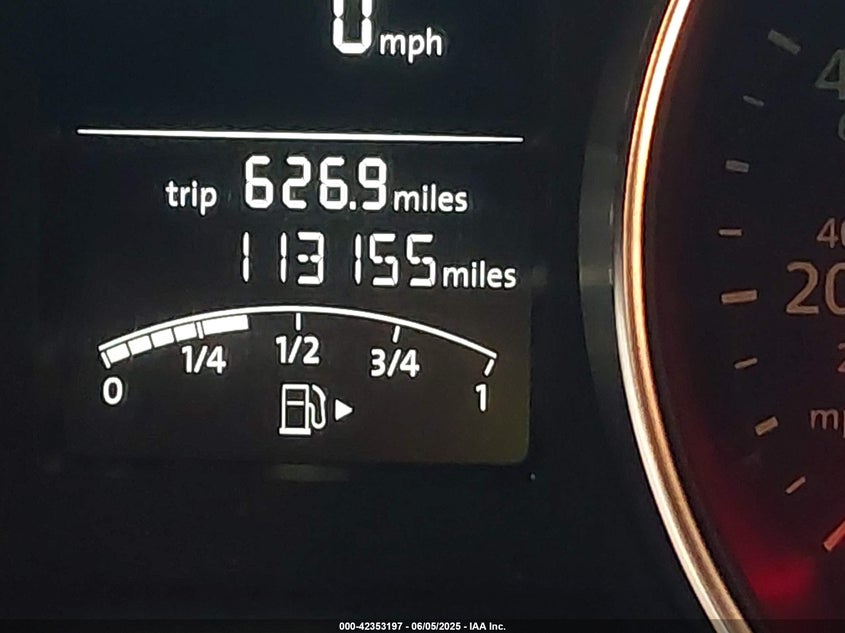 0 mph
trip 626.9 miles
113155 miles
0 1/4 1/2 3/4 1
20
000-42353197 - 06/05/2025 - IAA Inc.